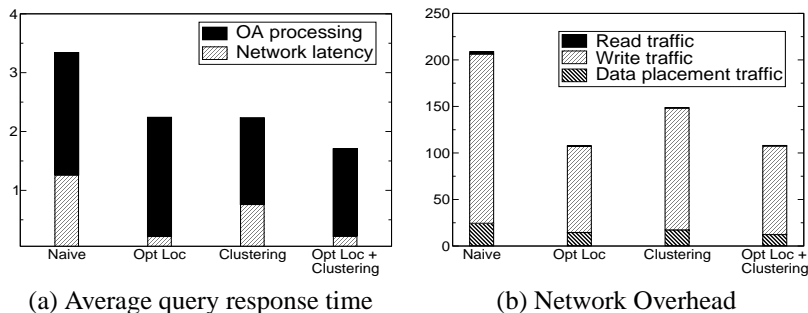 4
3
2
1
OA processing
Network latency
Naive
Opt Loc
Clustering
Opt Loc +
Clustering
(a) Average query response time
250
200
150
100
50
0
Read traffic
Write traffic
Data placement traffic
Naive
Opt Loc
Clustering
Opt Loc +
Clustering
(b) Network Overhead